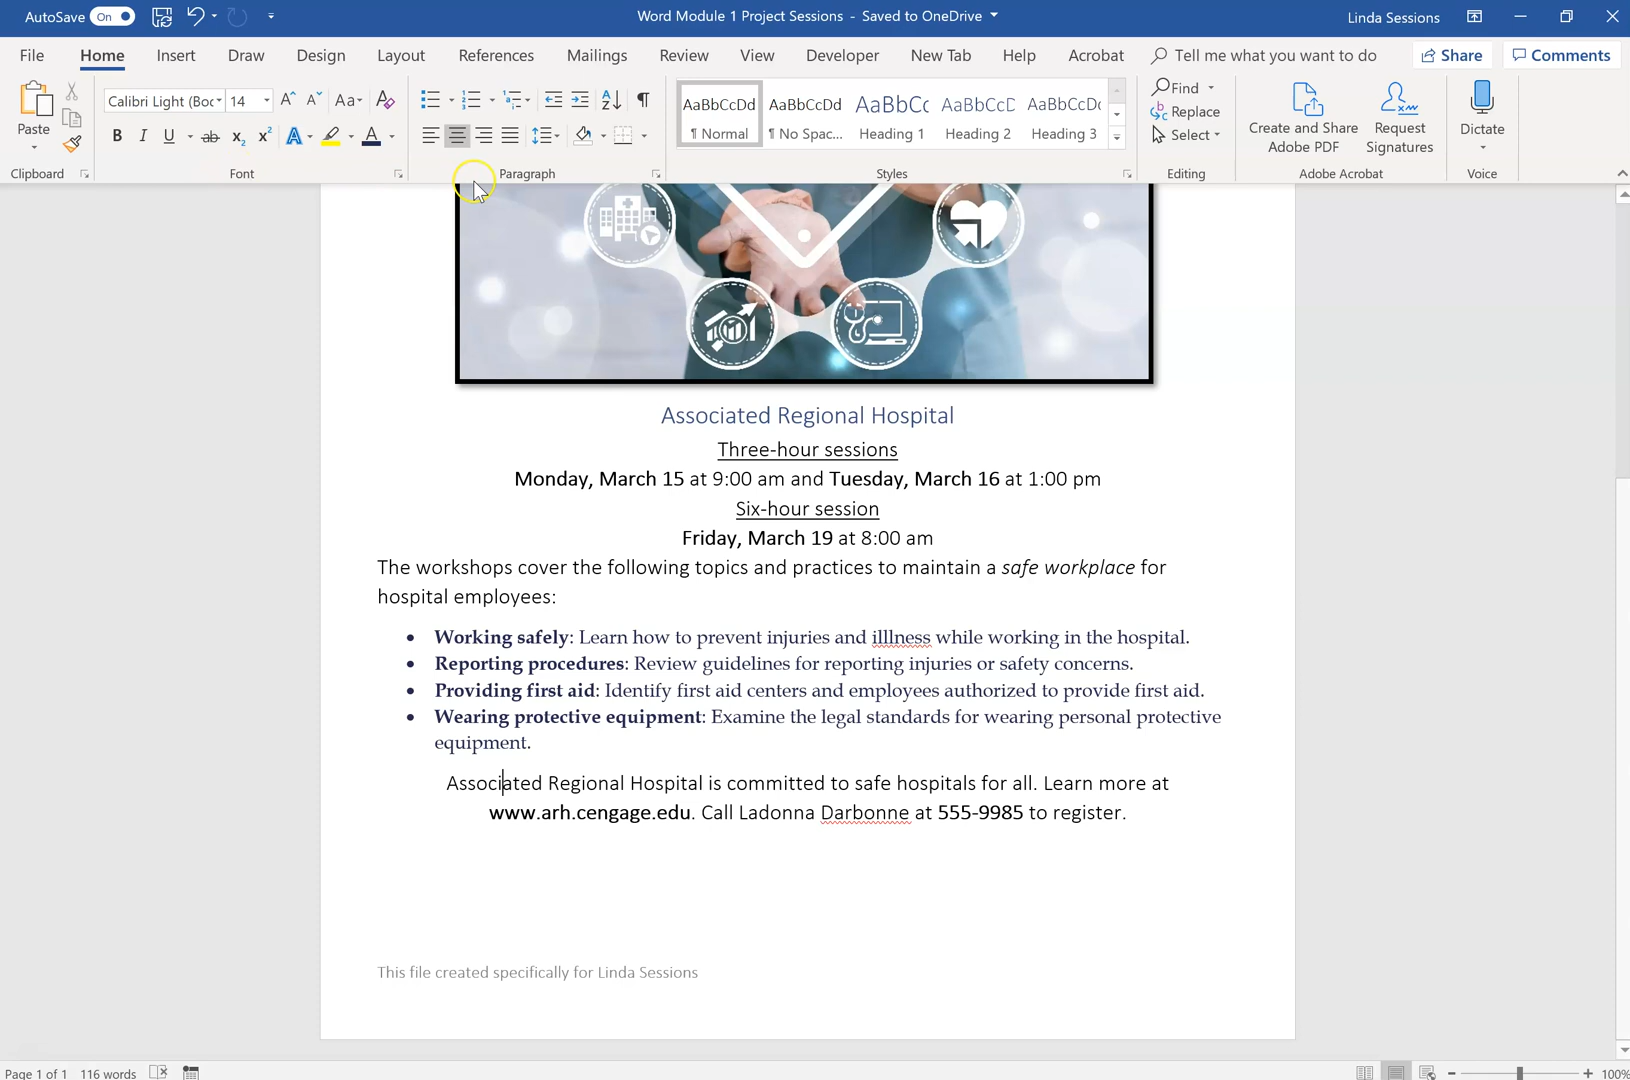 AutoSave On Word Module 1 Project Sessions - Saved to OneDrive Linda Sessions
File Home Insert Draw Design Layout References Mailings Review View Developer New Tab Help Acrobat Tell me what you want to do Share Comments
Paste
Clipboard
Calibri Light (Boc 14
Font
Paragraph
AaBbCcDd AaBbCcDd AaBbCc AaBbCcD AaBbCcDc
¶ Normal ¶ No Spac... Heading 1 Heading 2 Heading 3
Styles
Find
Replace
Select
Editing
Create and Share
Adobe PDF
Request
Signatures
Adobe Acrobat
Dictate
Voice
Associated Regional Hospital
Three-hour sessions
Monday, March 15 at 9:00 am and Tuesday, March 16 at 1:00 pm
Six-hour session
Friday, March 19 at 8:00 am
The workshops cover the following topics and practices to maintain a safe workplace for
hospital employees:
• Working safely: Learn how to prevent injuries and illlness while working in the hospital.
• Reporting procedures: Review guidelines for reporting injuries or safety concerns.
• Providing first aid: Identify first aid centers and employees authorized to provide first aid.
• Wearing protective equipment: Examine the legal standards for wearing personal protective
equipment.
Associated Regional Hospital is committed to safe hospitals for all. Learn more at
www.arh.cengage.edu. Call Ladonna Darbonne at 555-9985 to register.
This file created specifically for Linda Sessions
Page 1 of 1 116 words 100%